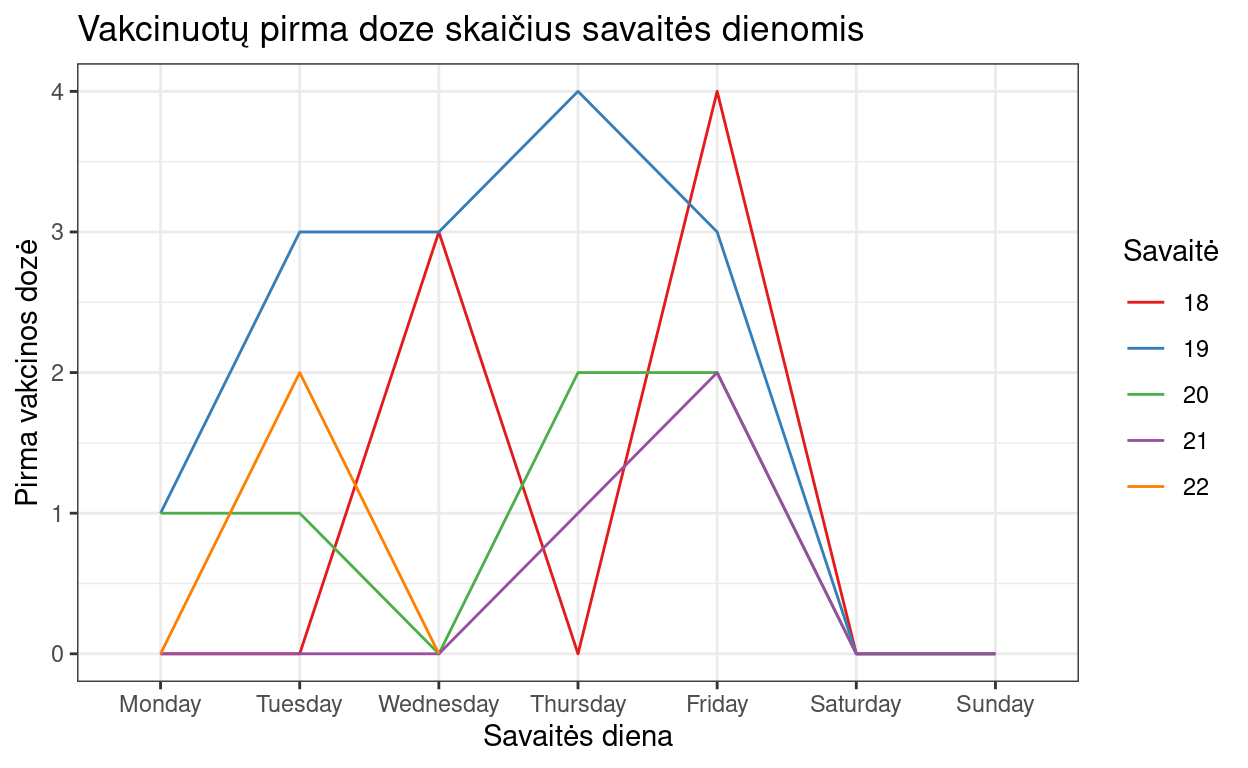 Vakcinuotų pirma doze skaičius savaitės dienomis
Pirma vakcinos dozė
4
3
2
1
0
Monday Tuesday Wednesday Thursday Friday Saturday Sunday
Savaitės diena
Savaitė
18
19
20
21
22